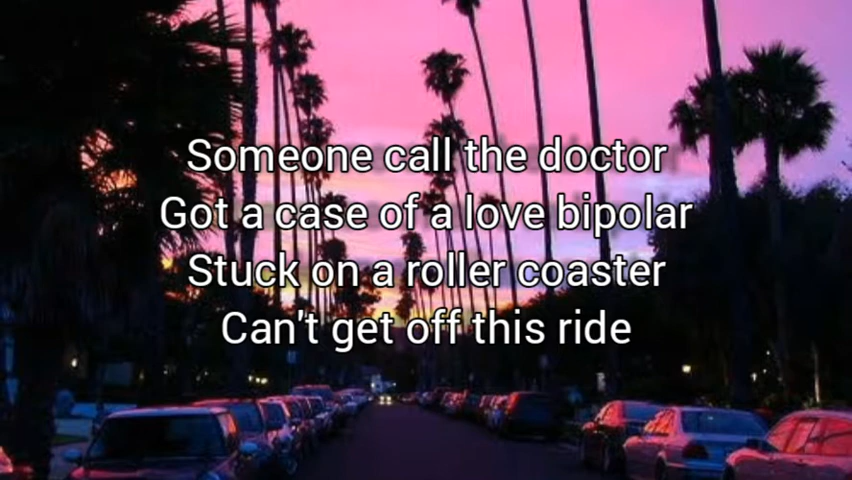 Someone call the doctor
Got a case of a love bipolar
Stuck on a roller coaster
Can't get off this ride